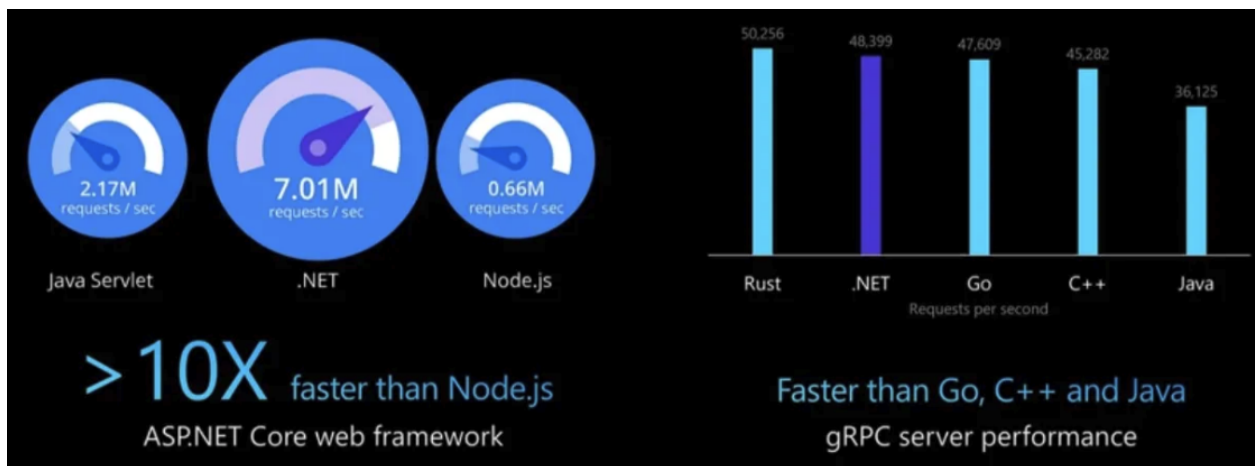 2.17M
requests / sec
Java Servlet
7.01M
requests / sec
.NET
0.66M
requests / sec
Node.js
> 10X faster than Node.js
ASP.NET Core web framework
50,256
48,399
47,609
45,282
36,125
Rust .NET Go C++ Java
Requests per second
Faster than Go, C++ and Java
gRPC server performance